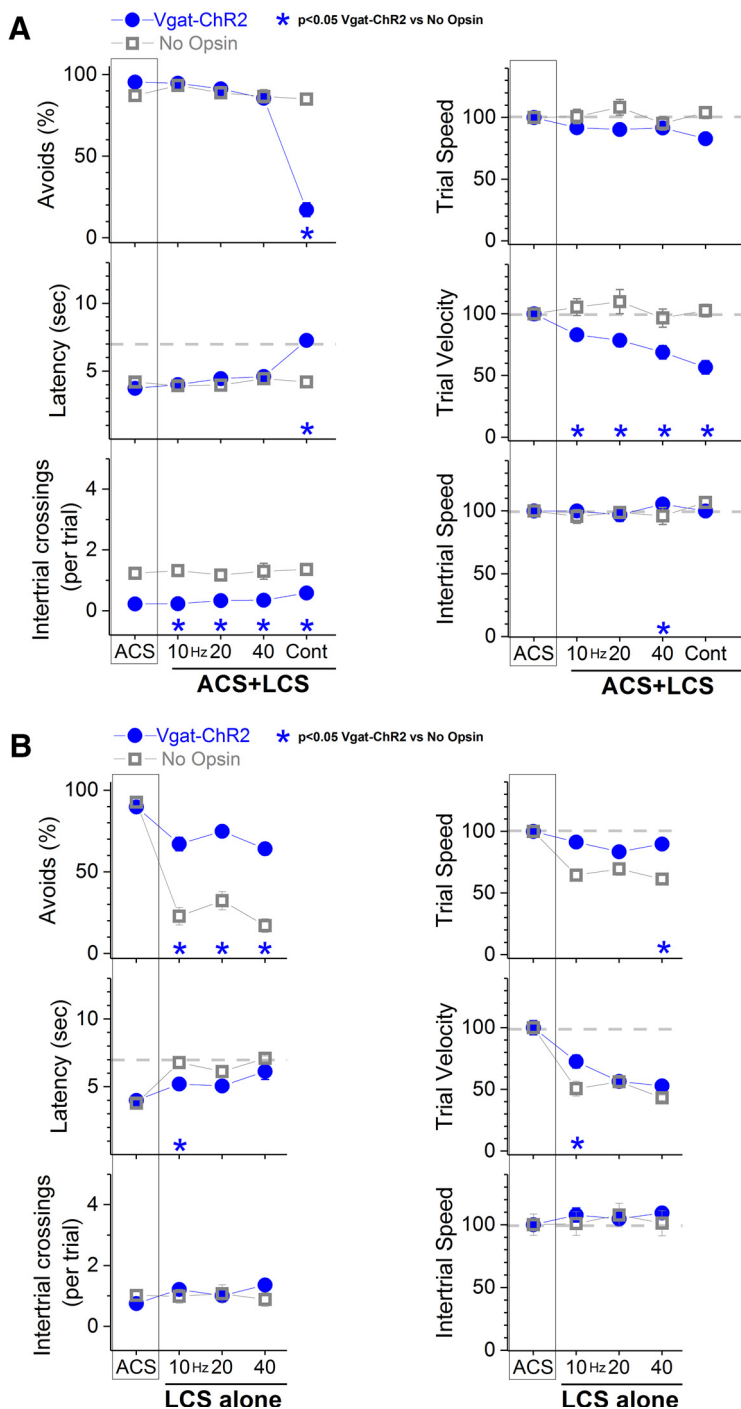 A
Vgat-ChR2
* p<0.05 Vgat-ChR2 vs No Opsin
No Opsin
Avoids (%)
100
50
0
Latency (sec)
10
5
Intertrial crossings
(per trial)
4
2
0
ACS 10 Hz 20 40 Cont
ACS+LCS
Trial Speed
100
50
0
Trial Velocity
100
50
0
Intertrial Speed
100
50
0
ACS 10 Hz 20 40 Cont
ACS+LCS
B
Vgat-ChR2
* p<0.05 Vgat-ChR2 vs No Opsin
No Opsin
Avoids (%)
100
50
0
Latency (sec)
10
5
Intertrial crossings
(per trial)
4
2
0
ACS 10 Hz 20 40
LCS alone
Trial Speed
100
50
0
Trial Velocity
100
50
0
Intertrial Speed
100
50
0
ACS 10 Hz 20 40
LCS alone